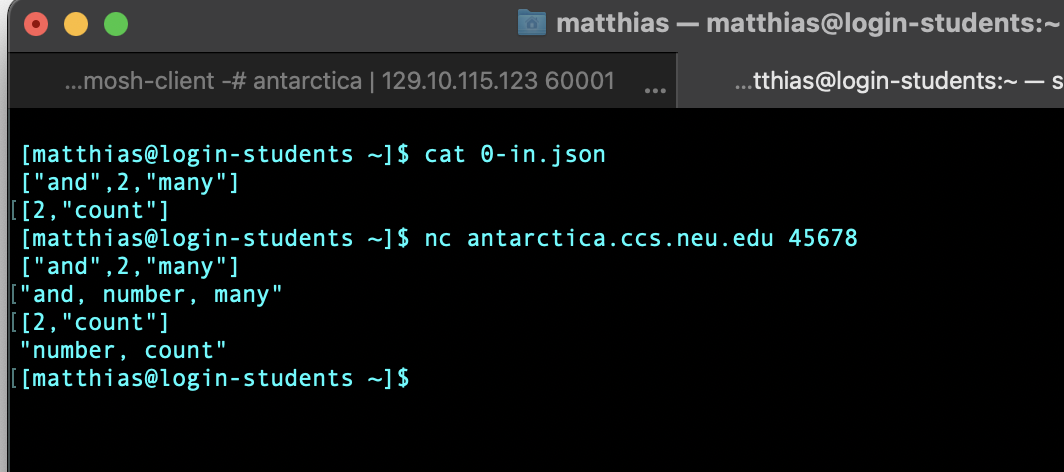 matthias — matthias@login-students:~
...mosh-client -# antarctica | 129.10.115.123 60001 ...
...tthias@login-students:~ — s
[matthias@login-students ~]$ cat 0-in.json
["and",2,"many"]
[[2,"count"]
[matthias@login-students ~]$ nc antarctica.ccs.neu.edu 45678
["and",2,"many"]
["and, number, many"
[[2,"count"]
"number, count"
[[matthias@login-students ~]$